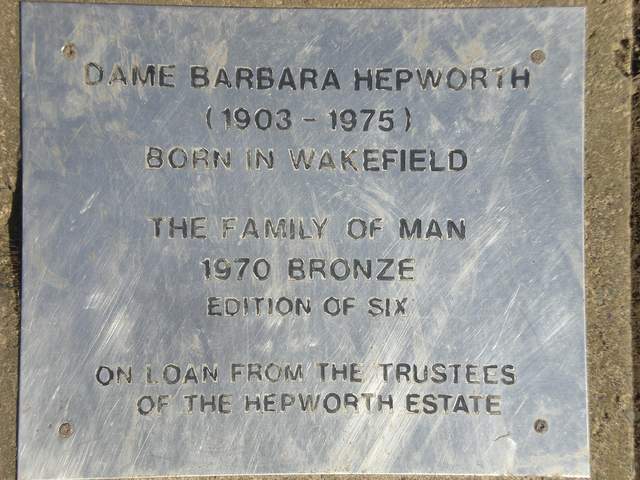 DAME BARBARA HEPWORTH
(1903 - 1975)
BORN IN WAKEFIELD
THE FAMILY OF MAN
1970 BRONZE
EDITION OF SIX
ON LOAN FROM THE TRUSTEES
OF THE HEPWORTH ESTATE